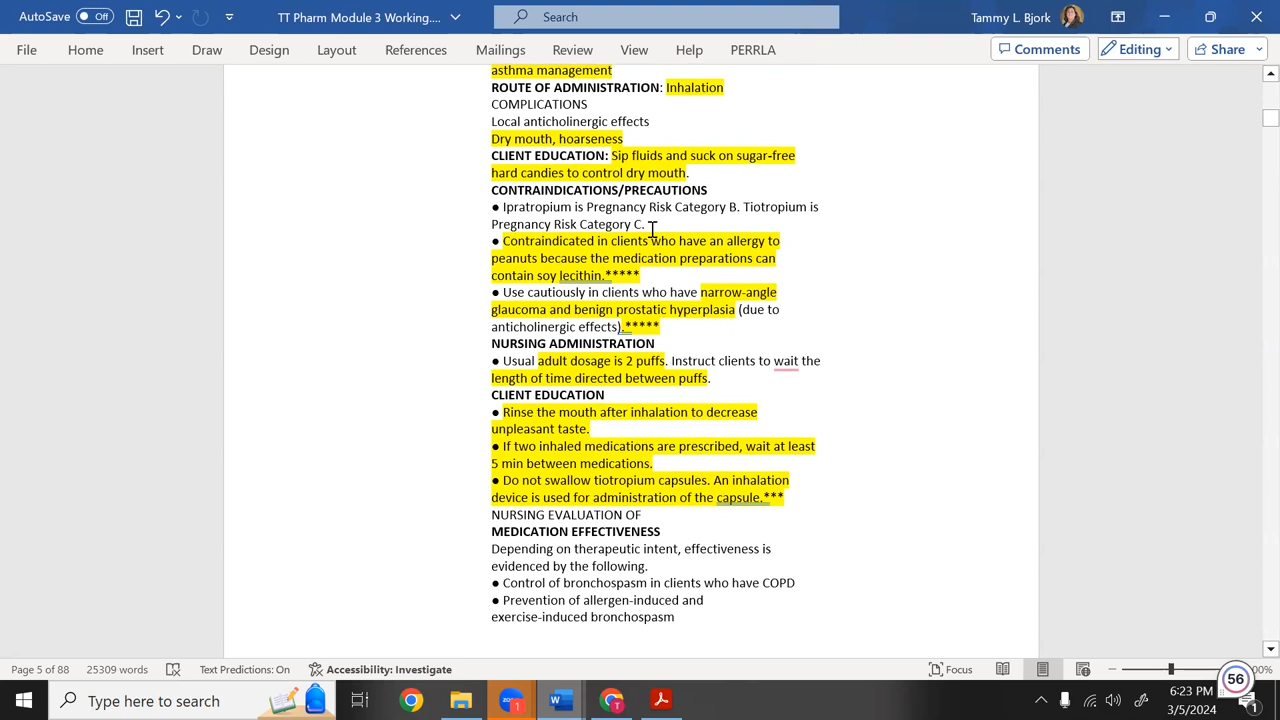 AutoSave Off TT Pharm Module 3 Working.... Search Tammy L. Bjork
File Home Insert Draw Design Layout References Mailings Review View Help PERRLA Comments Editing Share
asthma management
ROUTE OF ADMINISTRATION: Inhalation
COMPLICATIONS
Local anticholinergic effects
Dry mouth, hoarseness
CLIENT EDUCATION: Sip fluids and suck on sugar-free
hard candies to control dry mouth.
CONTRAINDICATIONS/PRECAUTIONS
● Ipratropium is Pregnancy Risk Category B. Tiotropium is
Pregnancy Risk Category C.
● Contraindicated in clients who have an allergy to
peanuts because the medication preparations can
contain soy lecithin.*****
● Use cautiously in clients who have narrow-angle
glaucoma and benign prostatic hyperplasia (due to
anticholinergic effects).*****
NURSING ADMINISTRATION
● Usual adult dosage is 2 puffs. Instruct clients to wait the
length of time directed between puffs.
CLIENT EDUCATION
● Rinse the mouth after inhalation to decrease
unpleasant taste.
● If two inhaled medications are prescribed, wait at least
5 min between medications.
● Do not swallow tiotropium capsules. An inhalation
device is used for administration of the capsule.***
NURSING EVALUATION OF
MEDICATION EFFECTIVENESS
Depending on therapeutic intent, effectiveness is
evidenced by the following.
● Control of bronchospasm in clients who have COPD
● Prevention of allergen-induced and
exercise-induced bronchospasm
Page 5 of 88 25309 words Text Predictions: On Accessibility: Investigate Focus 00%
56
Type here to search 1 6:23 PM
3/5/2024 1